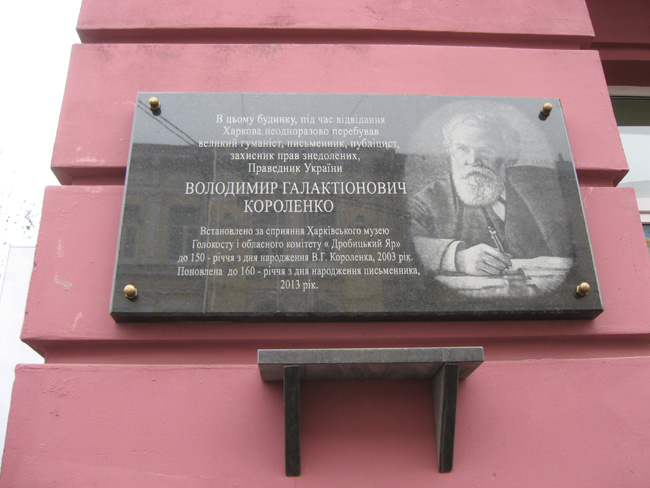 В цьому будинку, під час відвідання
Харкова неодноразово перебував
великий гуманіст, письменник, публіцист,
захисник прав знедолених,
Праведник України
ВОЛОДИМИР ГАЛАКТІОНОВИЧ
КОРОЛЕНКО
Встановлено за сприяння Харківського музею
Голокосту і обласного комітету « Дробицький Яр»
до 150 - річчя з дня народження В.Г. Короленка, 2003 рік.
Поновлена до 160 - річчя з дня народження письменника,
2013 рік.